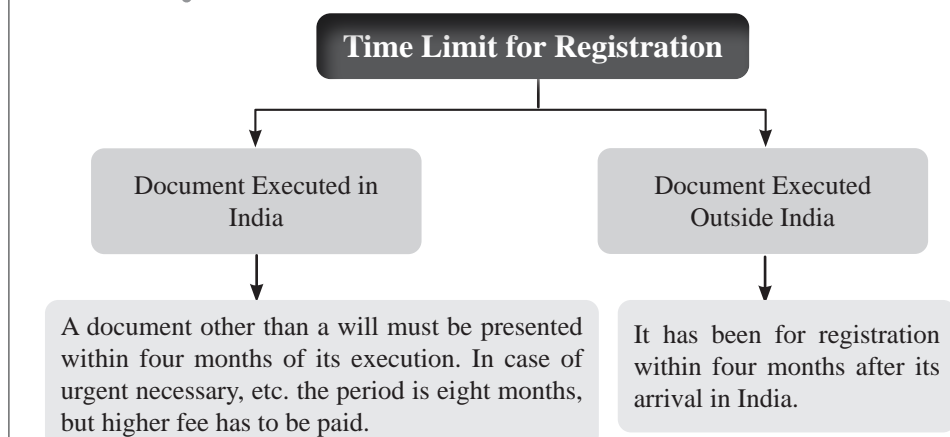 Time Limit for Registration
Document Executed in
India
Document Executed
Outside India
A document other than a will must be presented
within four months of its execution. In case of
urgent necessary, etc. the period is eight months,
but higher fee has to be paid.
It has been for registration
within four months after its
arrival in India.